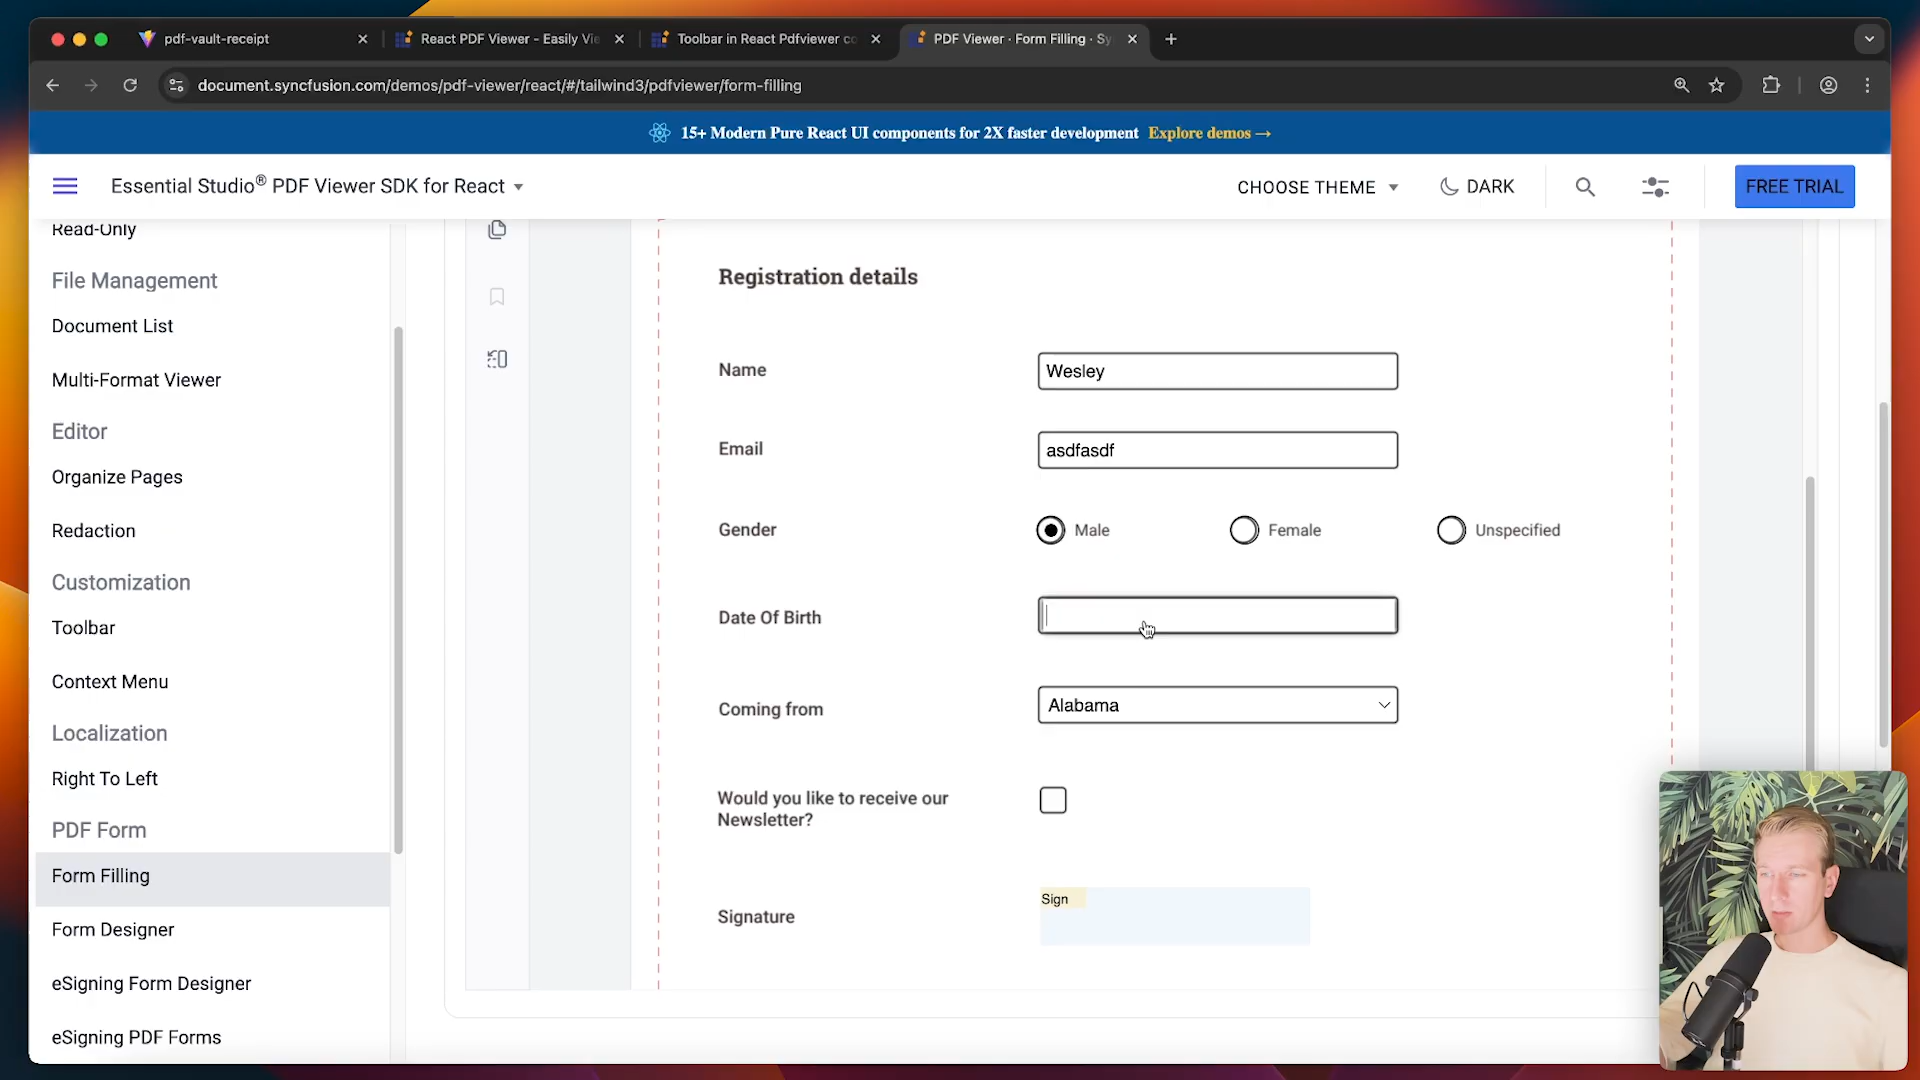 pdf-vault-receipt
React PDF Viewer - Easily Vie
Toolbar in React Pdfviewer co
PDF Viewer · Form Filling · Sy
document.syncfusion.com/demos/pdf-viewer/react/#/tailwind3/pdfviewer/form-filling
15+ Modern Pure React UI components for 2X faster development Explore demos →
Essential Studio® PDF Viewer SDK for React
CHOOSE THEME
DARK
FREE TRIAL
Read-Only
File Management
Document List
Multi-Format Viewer
Editor
Organize Pages
Redaction
Customization
Toolbar
Context Menu
Localization
Right To Left
PDF Form
Form Filling
Form Designer
eSigning Form Designer
eSigning PDF Forms
Registration details
Name
Wesley
Email
asdfasdf
Gender
Male
Female
Unspecified
Date Of Birth
Coming from
Alabama
Would you like to receive our
Newsletter?
Signature
Sign